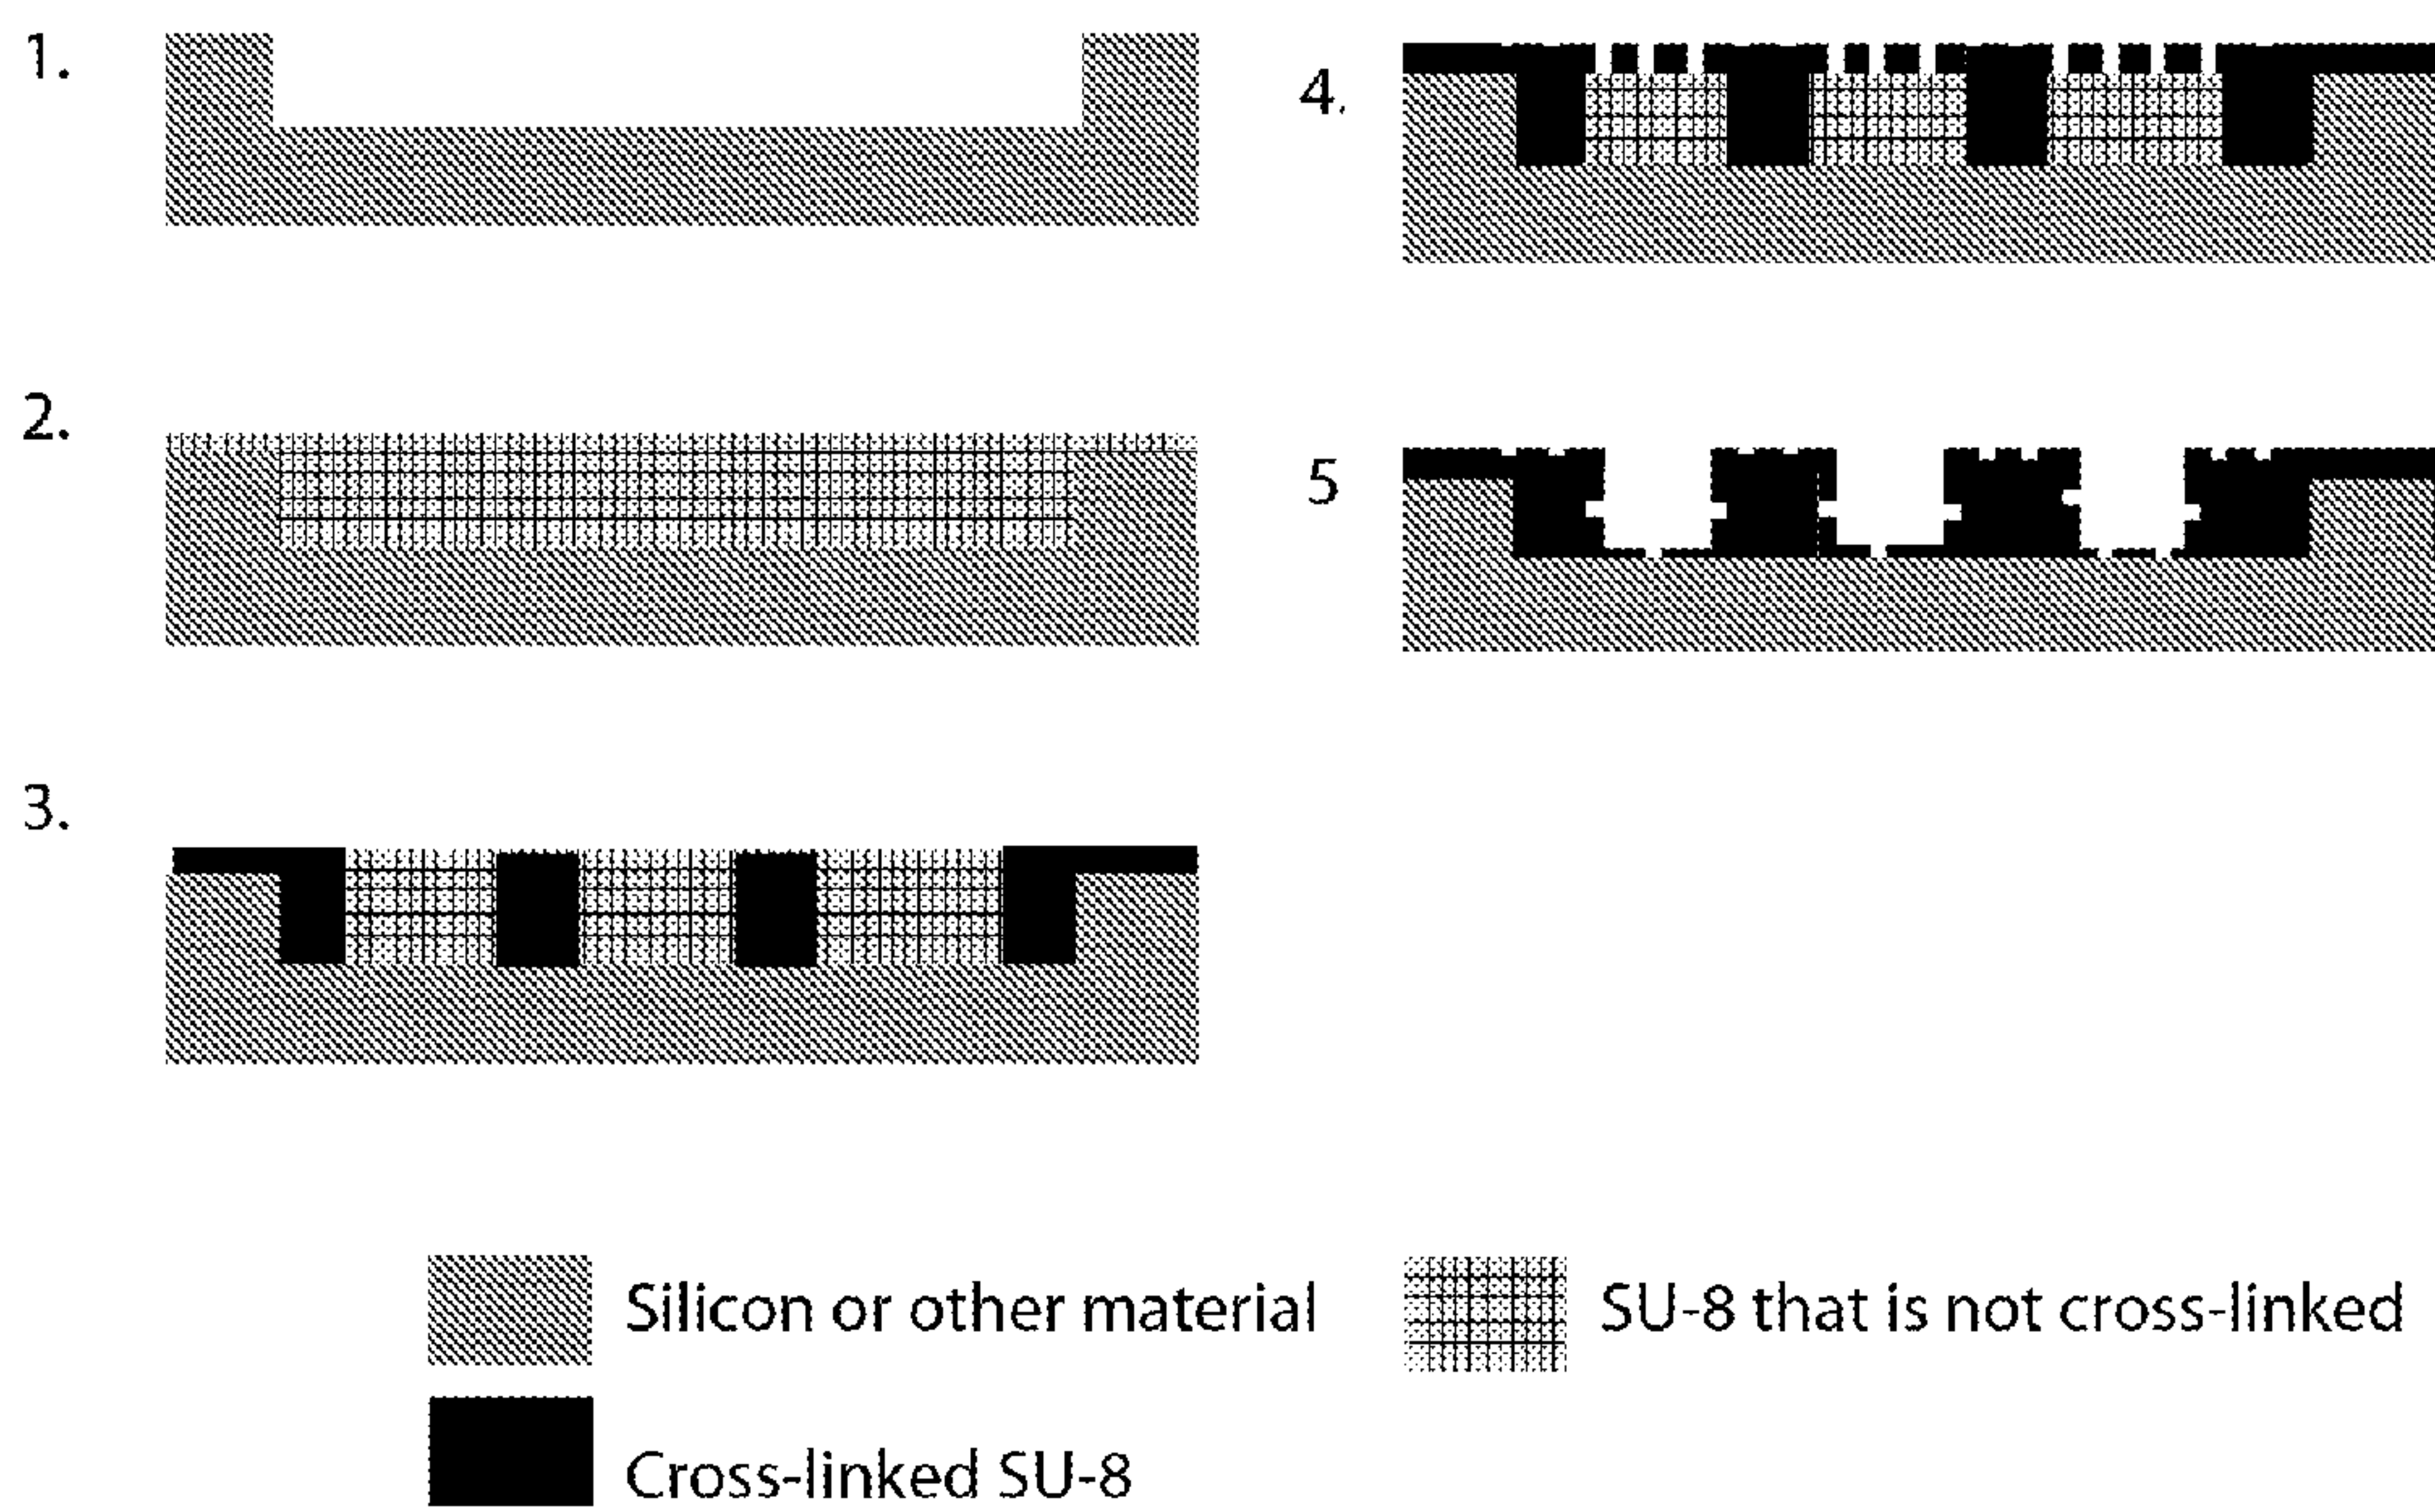 1.
2.
3.
4.
5
Silicon or other material
SU-8 that is not cross-linked
Cross-linked SU-8